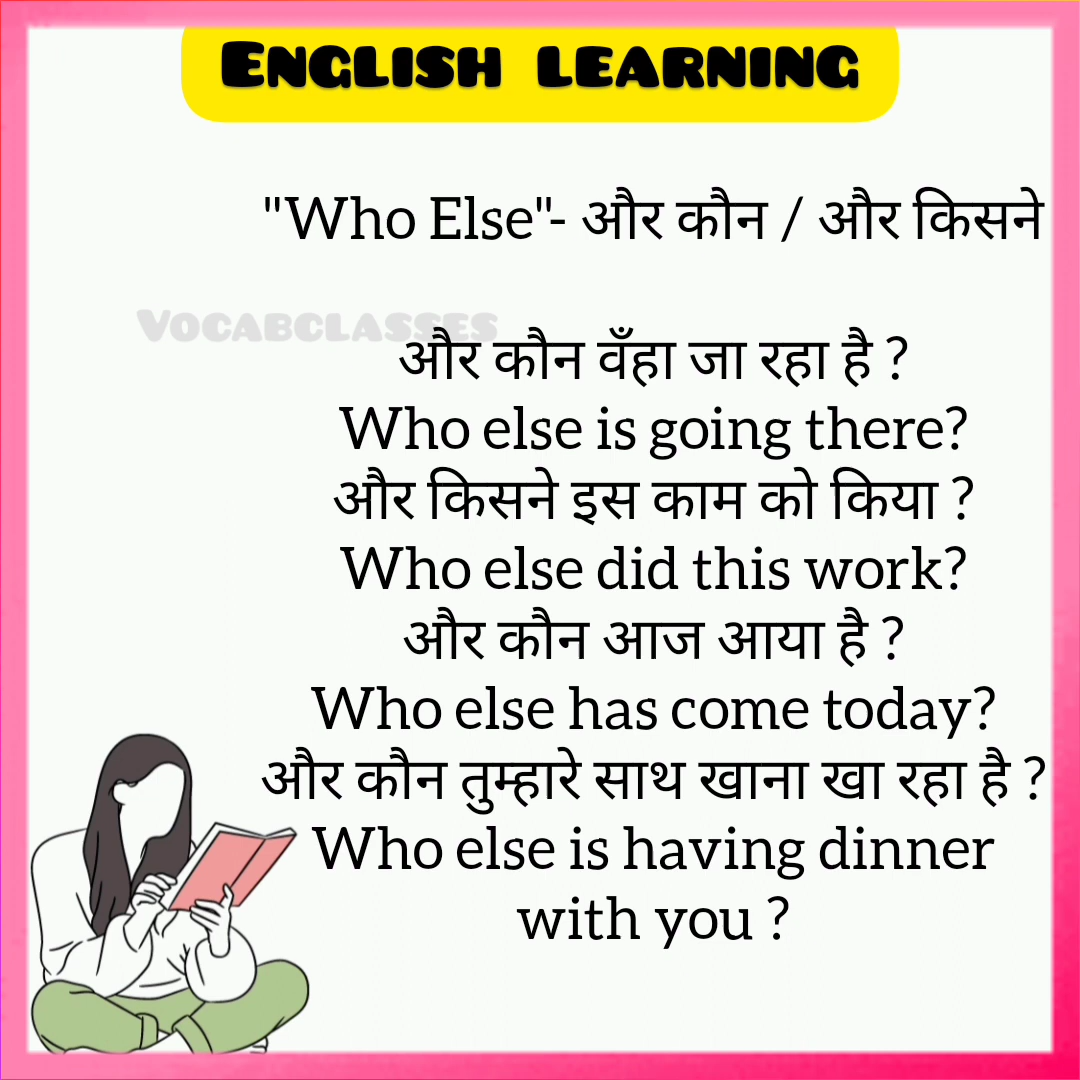 ENGLISH LEARNING
"Who Else"- और कौन / और किसने
VOCABCLASSES
और कौन वँहा जा रहा है ?
Who else is going there?
और किसने इस काम को किया ?
Who else did this work?
और कौन आज आया है ?
Who else has come today?
और कौन तुम्हारे साथ खाना खा रहा है ?
Who else is having dinner
with you ?